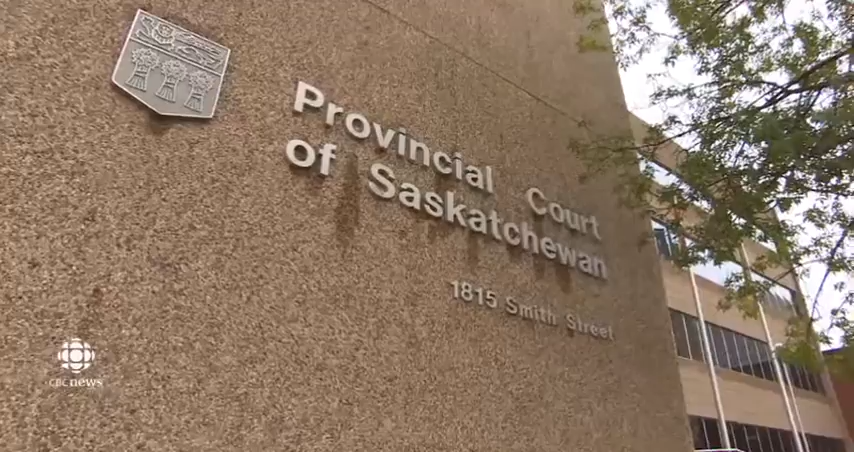 Provincial Court
of Saskatchewan
1815 Smith Street
CBC news